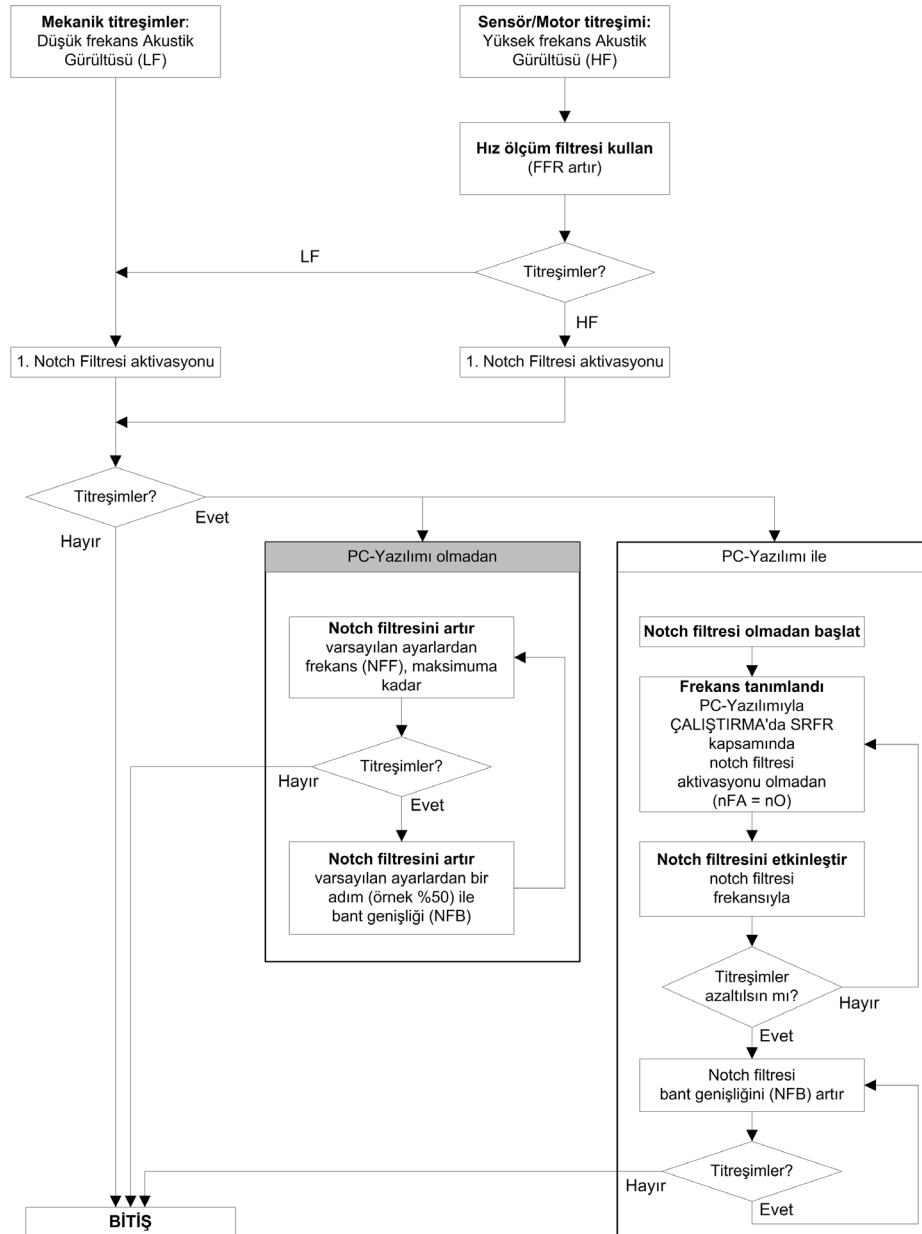 Mekanik titreşimler:
Düşük frekans Akustik
Gürültüsü (LF)
Sensör/Motor titreşimi:
Yüksek frekans Akustik
Gürültüsü (HF)
Hız ölçüm filtresi kullan
(FFR artır)
LF
Titreşimler?
HF
1. Notch Filtresi aktivasyonu
1. Notch Filtresi aktivasyonu
Titreşimler?
Evet
Hayır
PC-Yazılımı olmadan
Notch filtresini artır
varsayılan ayarlardan
frekans (NFF), maksimuma
kadar
Titreşimler?
Hayır
Evet
Notch filtresini artır
varsayılan ayarlardan bir
adım (örnek %50) ile
bant genişliği (NFB)
PC-Yazılımı ile
Notch filtresi olmadan başlat
Frekans tanımlandı
PC-Yazılımıyla
ÇALIŞTIRMA'da SRFR
kapsamında
notch filtresi
aktivasyonu olmadan
(nFA = nO)
Notch filtresini etkinleştir
notch filtresi
frekansıyla
Titreşimler
azaltılsın mı?
Hayır
Evet
Notch filtresi
bant genişliğini (NFB) artır
Titreşimler?
Hayır
Evet
BİTİŞ